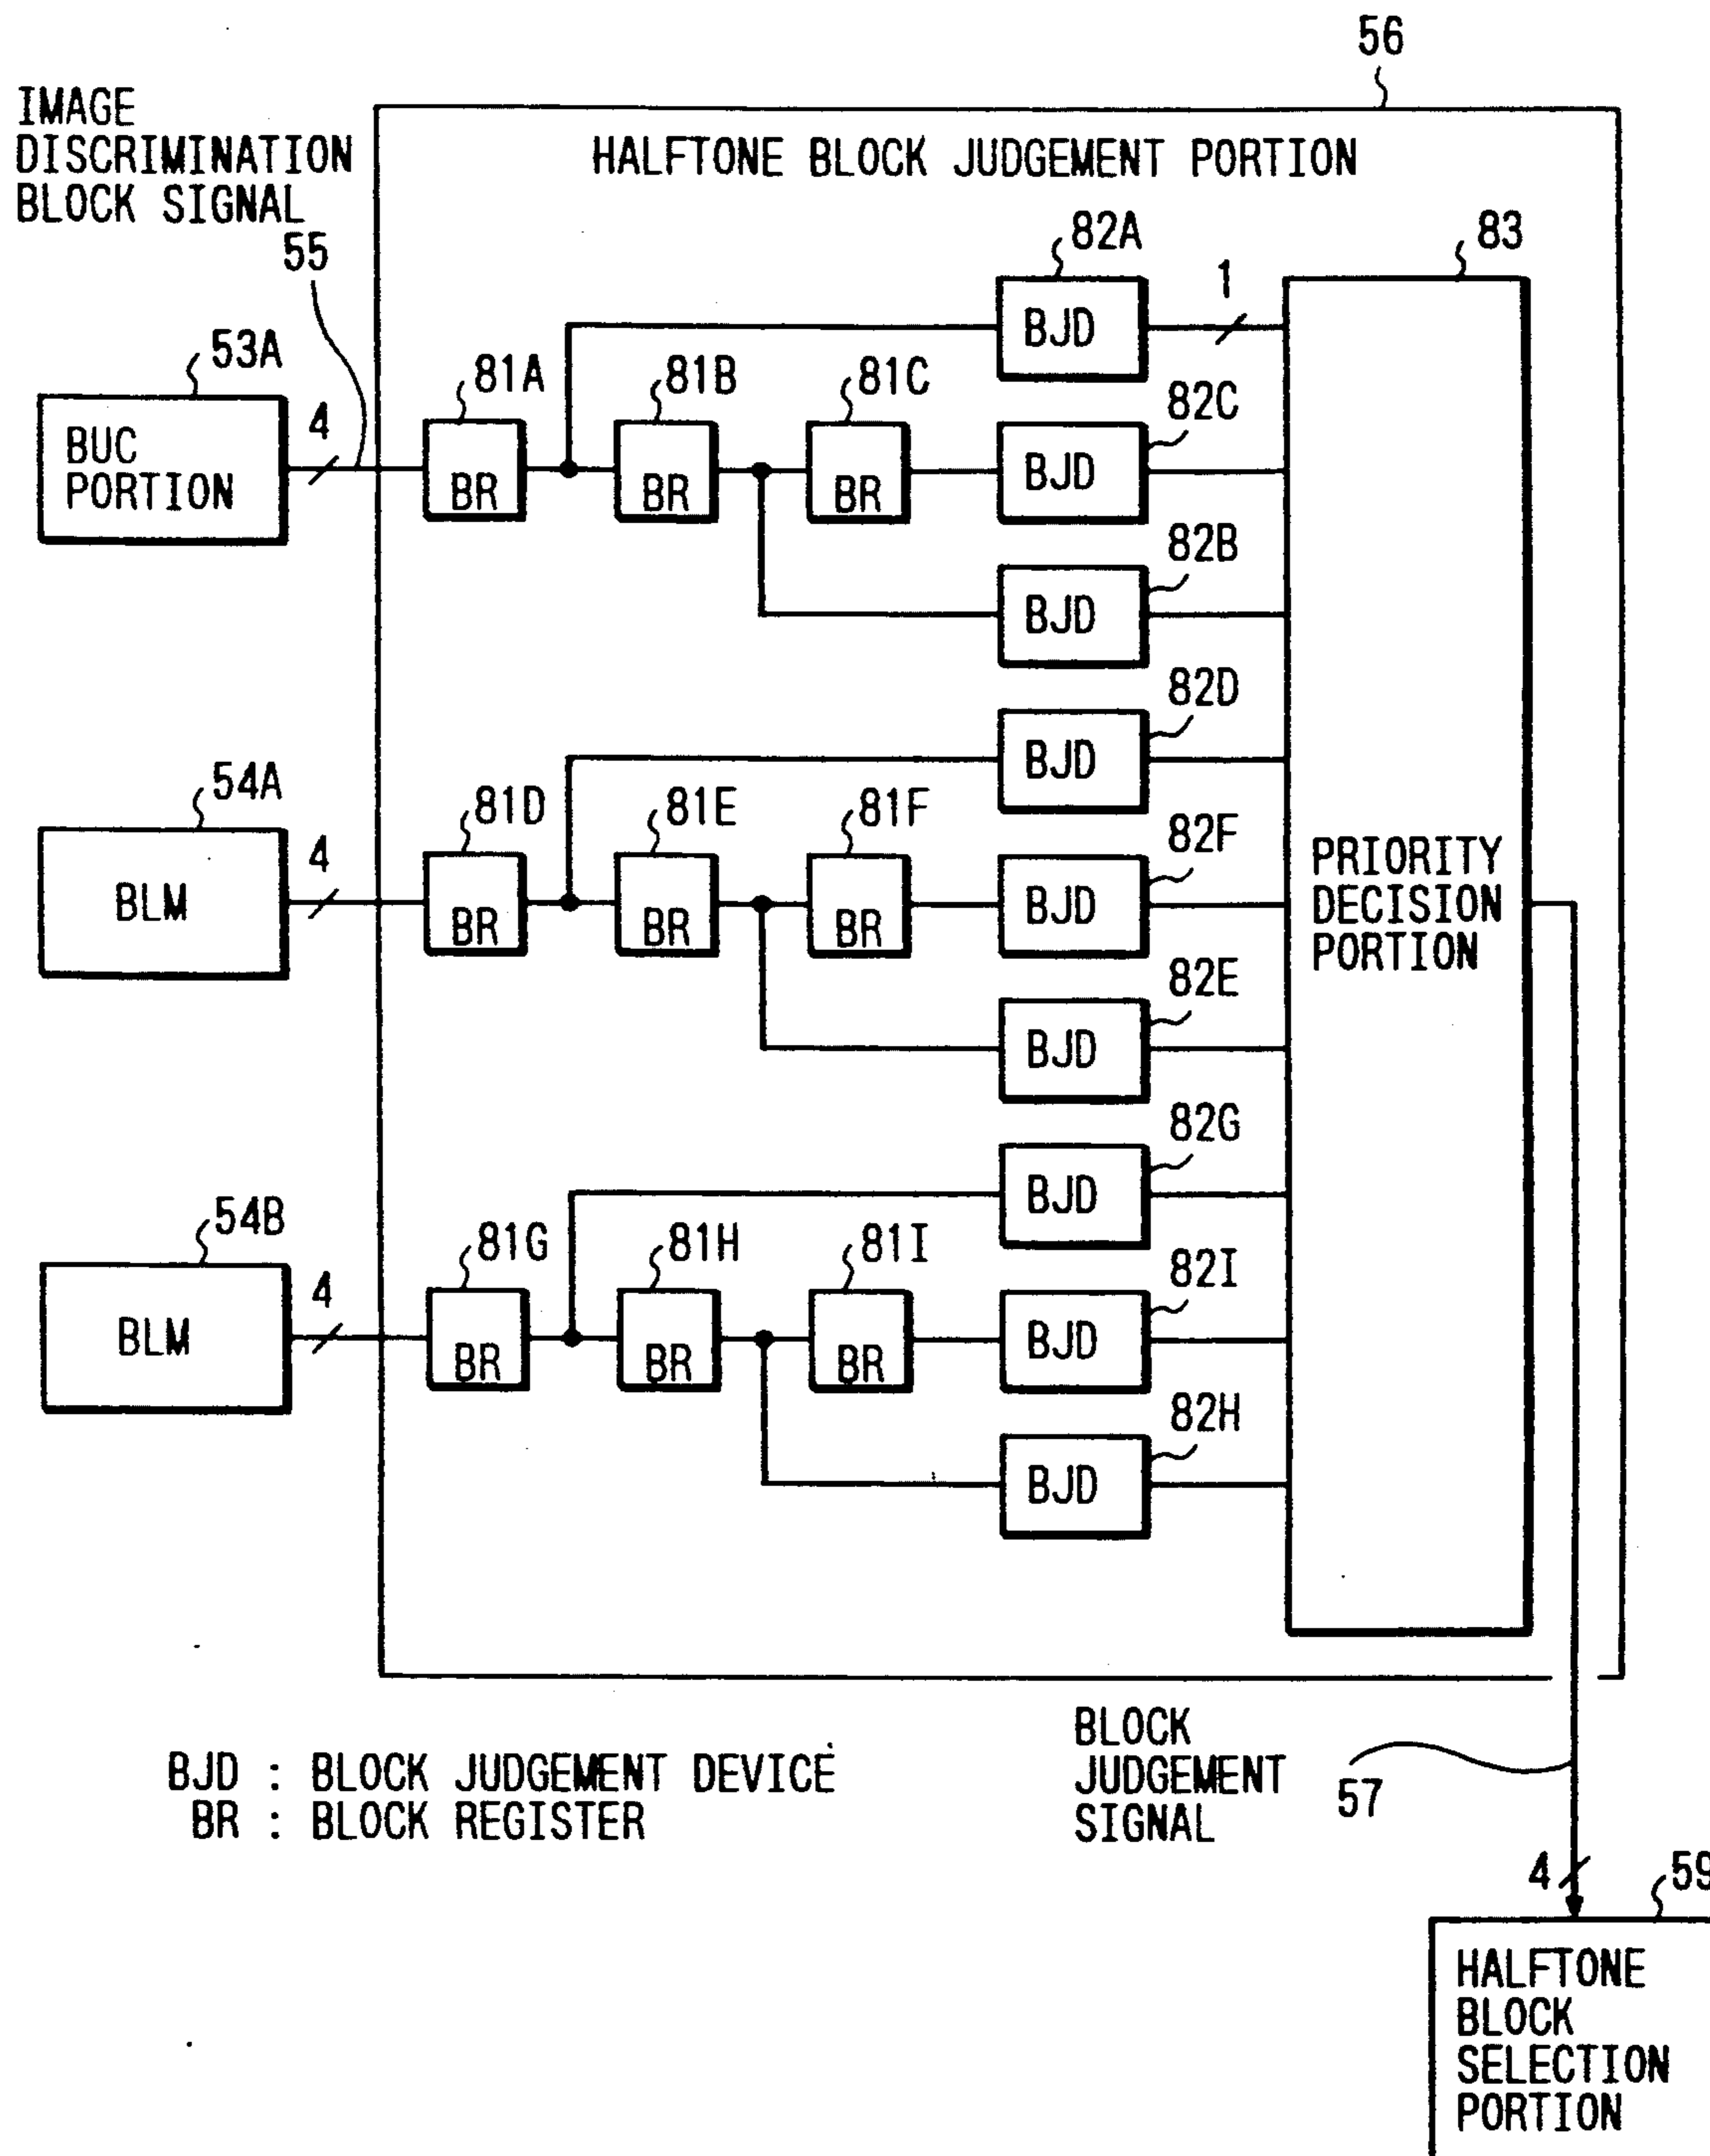 56
IMAGE
DISCRIMINATION
BLOCK SIGNAL
55
HALFTONE BLOCK JUDGEMENT PORTION
82A
83
1
BJD
53A
81A
81B
81C
82C
4
BUC
PORTION
BR
BR
BR
BJD
82B
BJD
82D
BJD
54A
81D
81E
81F
82F
4
BLM
BR
BR
BR
BJD
PRIORITY
DECISION
PORTION
82E
BJD
82G
BJD
54B
81G
81H
81I
82I
4
BLM
BR
BR
BR
BJD
82H
BJD
BJD : BLOCK JUDGEMENT DEVICE
BR : BLOCK REGISTER
BLOCK
JUDGEMENT
SIGNAL
57
4
59
HALFTONE
BLOCK
SELECTION
PORTION